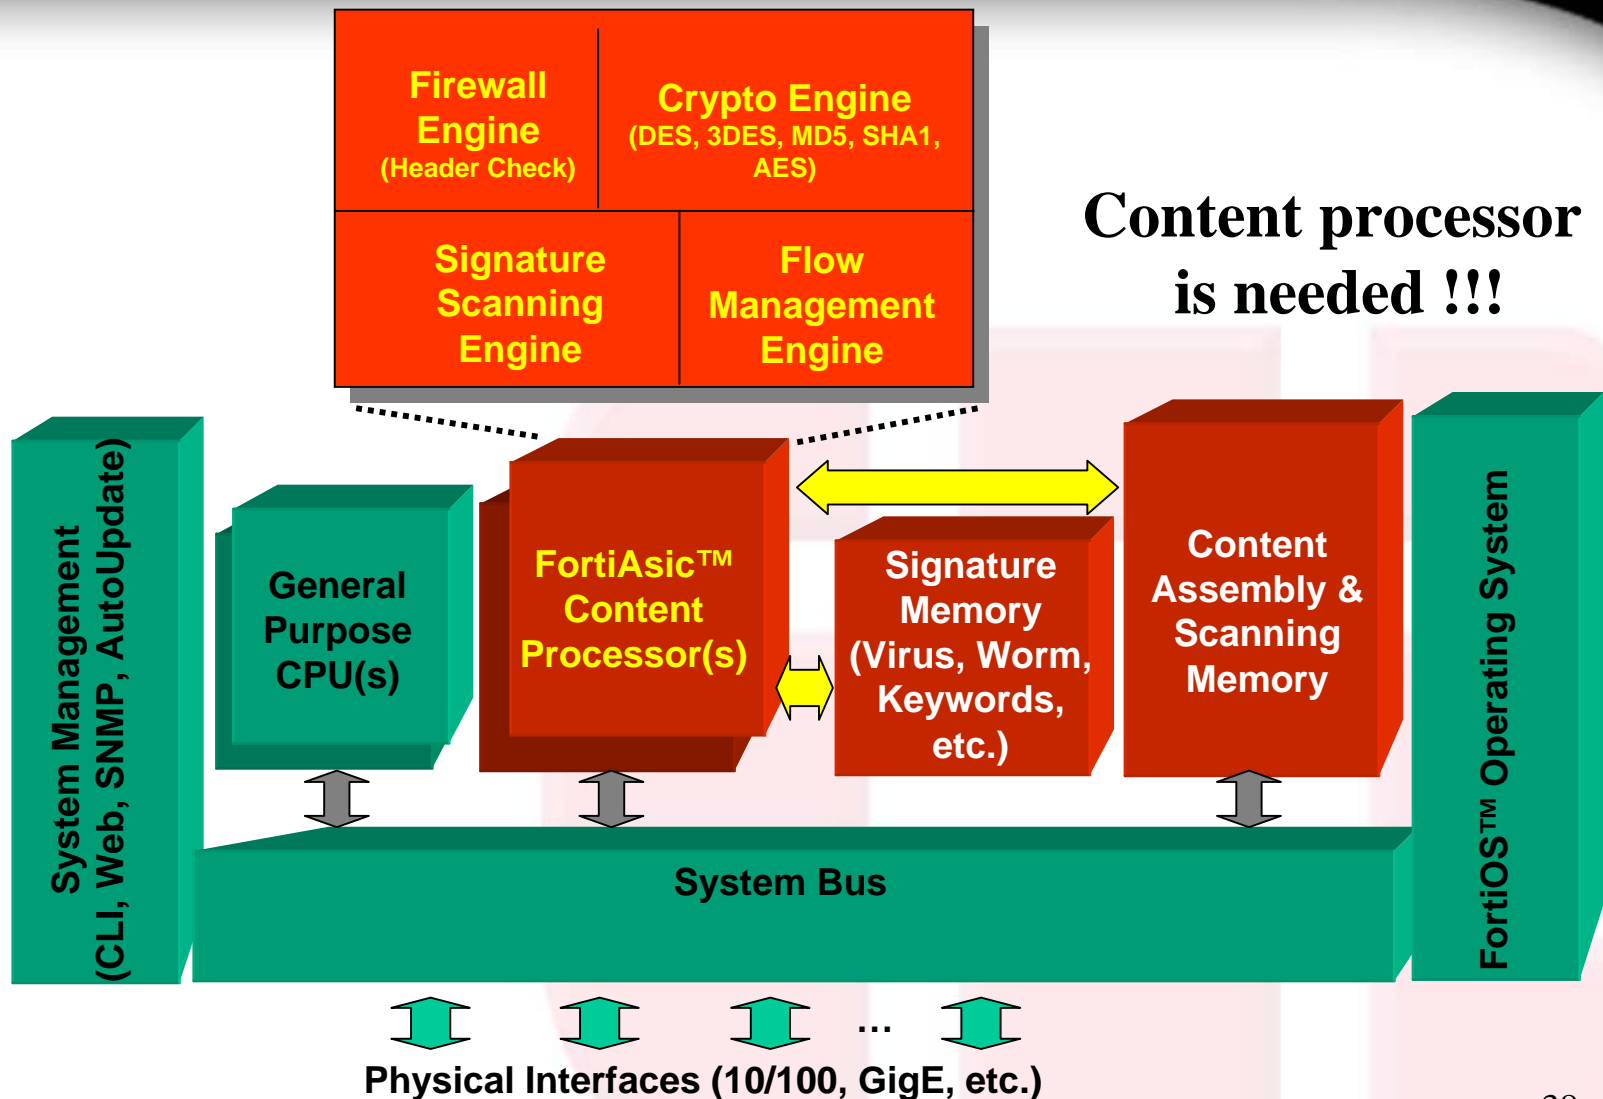 Firewall
Engine
(Header Check)
Crypto Engine
(DES, 3DES, MD5, SHA1,
AES)
Signature
Scanning
Engine
Flow
Management
Engine
Content processor
is needed !!!
System Management
(CLI, Web, SNMP, AutoUpdate)
General
Purpose
CPU(s)
FortiAsic™
Content
Processor(s)
Signature
Memory
(Virus, Worm,
Keywords,
etc.)
Content
Assembly &
Scanning
Memory
FortiOS™ Operating System
System Bus
...
Physical Interfaces (10/100, GigE, etc.)